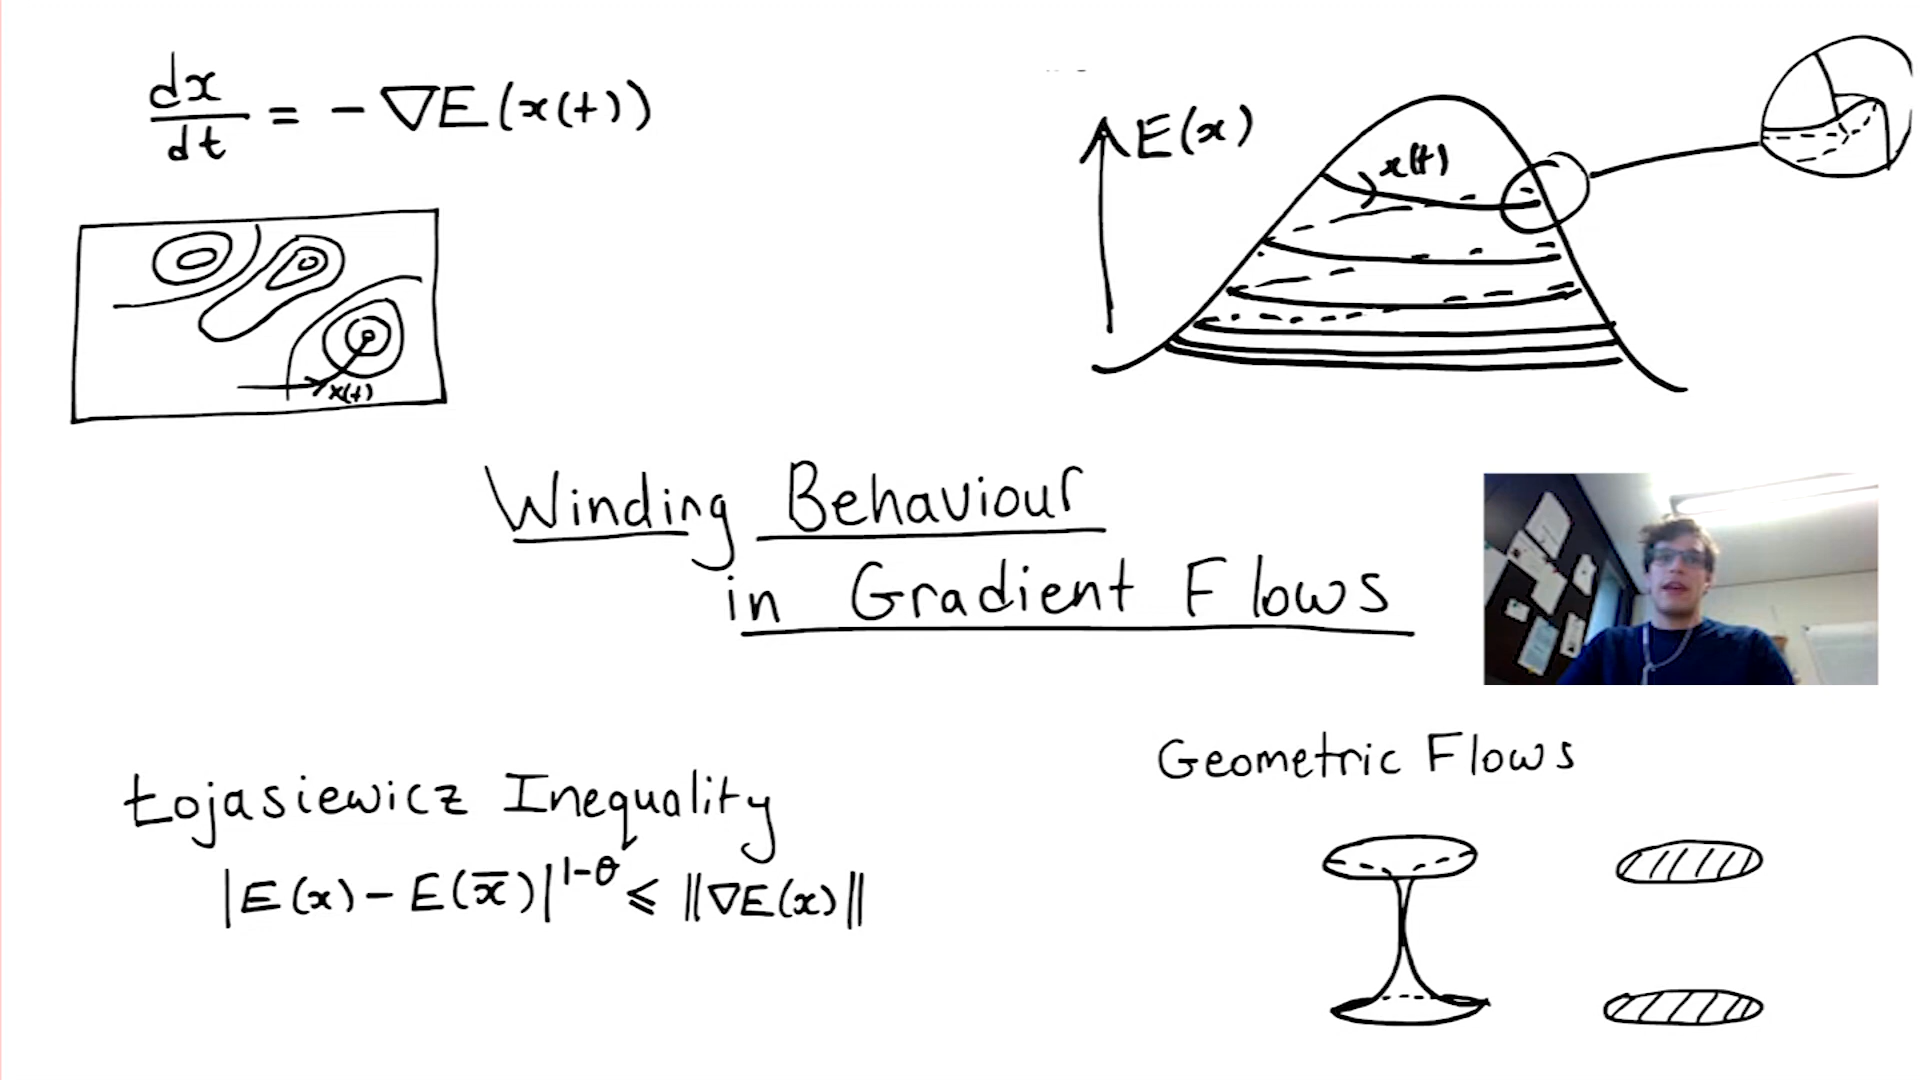 dx/dt = − ∇E(x(t))
E(x)
x(t)
x(t)
Winding Behaviour
in Gradient Flows
Łojasiewicz Inequality
|E(x) − E(x̅)|^{1−θ} ⩽ ‖∇E(x)‖
Geometric Flows